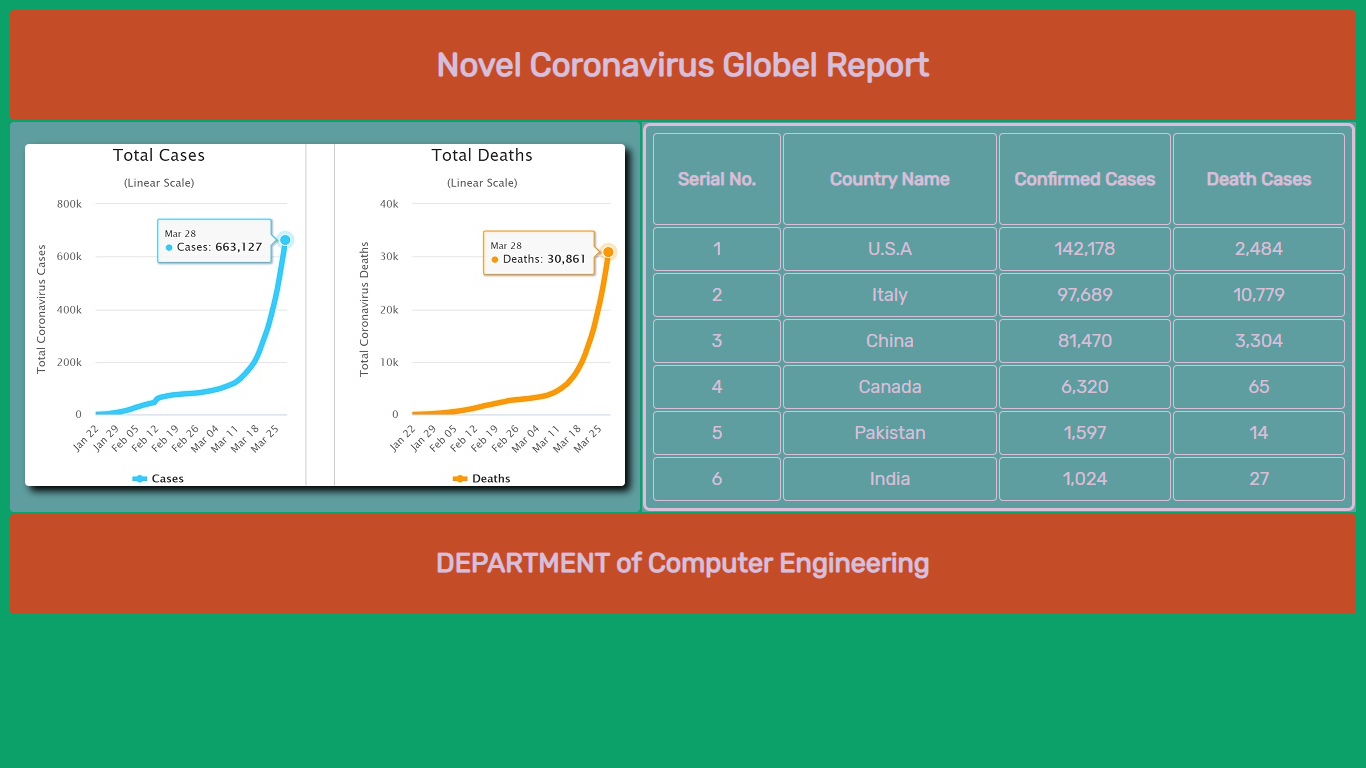 Novel Coronavirus Globel Report
Total Cases
(Linear Scale)
Total Coronavirus Cases
800k
600k
400k
200k
0
Mar 28
Cases: 663,127
Jan 22 Jan 29 Feb 05 Feb 12 Feb 19 Feb 26 Mar 04 Mar 11 Mar 18 Mar 25
Cases
Total Deaths
(Linear Scale)
Total Coronavirus Deaths
40k
30k
20k
10k
0
Mar 28
Deaths: 30,861
Jan 22 Jan 29 Feb 05 Feb 12 Feb 19 Feb 26 Mar 04 Mar 11 Mar 18 Mar 25
Deaths
Serial No. Country Name Confirmed Cases Death Cases
1 U.S.A 142,178 2,484
2 Italy 97,689 10,779
3 China 81,470 3,304
4 Canada 6,320 65
5 Pakistan 1,597 14
6 India 1,024 27
DEPARTMENT of Computer Engineering